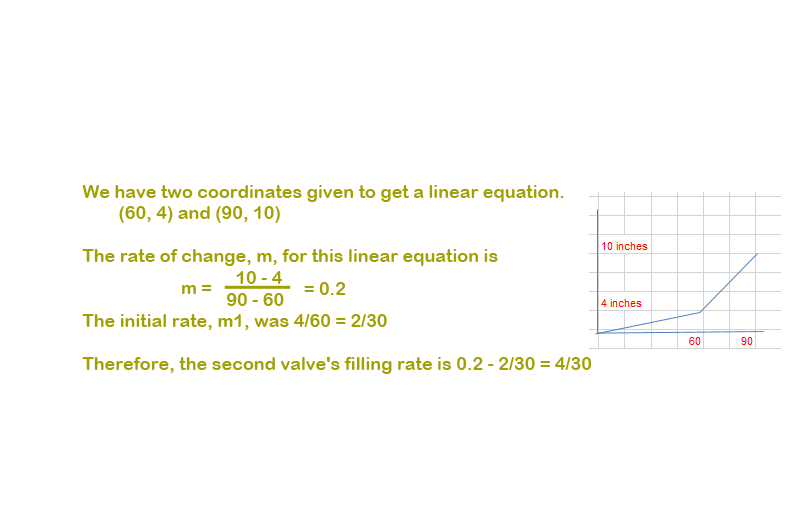 We have two coordinates given to get a linear equation.
(60, 4) and (90, 10)
The rate of change, m, for this linear equation is
m = 10 - 4 / 90 - 60 = 0.2
The initial rate, m1, was 4/60 = 2/30
Therefore, the second valve's filling rate is 0.2 - 2/30 = 4/30
10 inches
4 inches
60 90